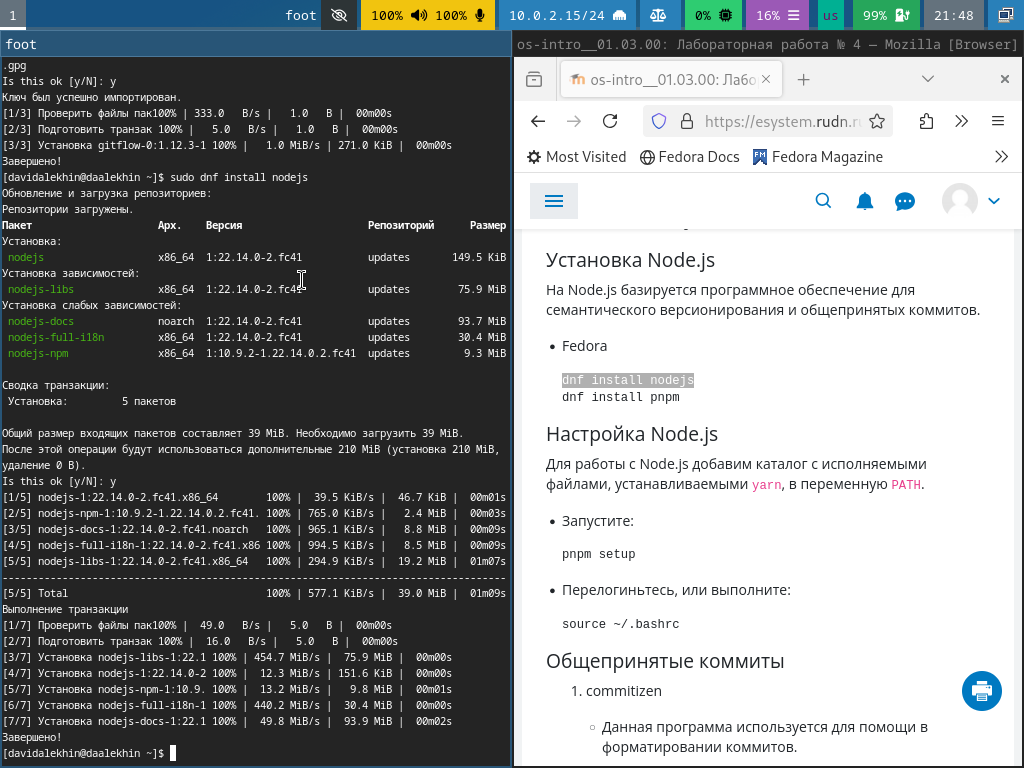 1
foot
100% 100%
10.0.2.15/24
0%
16%
us
99%
21:48
foot
.gpg
Is this ok [y/N]: y
Ключ был успешно импортирован.
[1/3] Проверить файлы пак100% | 333.0   B/s |   1.0   B |  00m00s
[2/3] Подготовить транзак 100% |   5.0   B/s |   1.0   B |  00m00s
[3/3] Установка gitflow-0:1.12.3-1 100% |   1.0 MiB/s | 271.0 KiB |  00m00s
Завершено!
[davidalekhin@daalekhin ~]$ sudo dnf install nodejs
Обновление и загрузка репозиториев:
Репозитории загружены.
Пакет Арх. Версия Репозиторий Размер
Установка:
nodejs x86_64 1:22.14.0-2.fc41 updates 149.5 KiB
Установка зависимостей:
nodejs-libs x86_64 1:22.14.0-2.fc41 updates 75.9 MiB
Установка слабых зависимостей:
nodejs-docs noarch 1:22.14.0-2.fc41 updates 93.7 MiB
nodejs-full-i18n x86_64 1:22.14.0-2.fc41 updates 30.4 MiB
nodejs-npm x86_64 1:10.9.2-1.22.14.0.2.fc41 updates 9.3 MiB
Сводка транзакции:
Установка: 5 пакетов
Общий размер входящих пакетов составляет 39 MiB. Необходимо загрузить 39 MiB.
После этой операции будут использоваться дополнительные 210 MiB (установка 210 MiB,
удаление 0 B).
Is this ok [y/N]: y
[1/5] nodejs-1:22.14.0-2.fc41.x86_64 100% |  39.5 KiB/s |  46.7 KiB |  00m01s
[2/5] nodejs-npm-1:10.9.2-1.22.14.0.2.fc41. 100% | 765.0 KiB/s |   2.4 MiB |  00m03s
[3/5] nodejs-docs-1:22.14.0-2.fc41.noarch 100% | 965.1 KiB/s |   8.8 MiB |  00m09s
[4/5] nodejs-full-i18n-1:22.14.0-2.fc41.x86 100% | 994.5 KiB/s |   8.5 MiB |  00m09s
[5/5] nodejs-libs-1:22.14.0-2.fc41.x86_64 100% | 294.9 KiB/s |  19.2 MiB |  01m07s
------------------------------------------------------------------------------------
[5/5] Total 100% | 577.1 KiB/s |  39.0 MiB |  01m09s
Выполнение транзакции
[1/7] Проверить файлы пак100% |  49.0   B/s |   5.0   B |  00m00s
[2/7] Подготовить транзак 100% |  16.0   B/s |   5.0   B |  00m00s
[3/7] Установка nodejs-libs-1:22.1 100% | 454.7 MiB/s |  75.9 MiB |  00m00s
[4/7] Установка nodejs-1:22.14.0-2 100% |  12.3 MiB/s | 151.6 KiB |  00m00s
[5/7] Установка nodejs-npm-1:10.9. 100% |  13.2 MiB/s |   9.8 MiB |  00m01s
[6/7] Установка nodejs-full-i18n-1 100% | 440.2 MiB/s |  30.4 MiB |  00m00s
[7/7] Установка nodejs-docs-1:22.1 100% |  49.8 MiB/s |  93.9 MiB |  00m02s
Завершено!
[davidalekhin@daalekhin ~]$
os-intro__01.03.00: Лабораторная работа № 4 — Mozilla [Browser]
os-intro__01.03.00: Лабо
https://esystem.rudn.ru
Most Visited Fedora Docs Fedora Magazine
Установка Node.js
На Node.js базируется программное обеспечение для
семантического версионирования и общепринятых коммитов.
• Fedora
dnf install nodejs
dnf install pnpm
Настройка Node.js
Для работы с Node.js добавим каталог с исполняемыми
файлами, устанавливаемыми yarn, в переменную PATH.
• Запустите:
pnpm setup
• Перелогиньтесь, или выполните:
source ~/.bashrc
Общепринятые коммиты
1. commitizen
◦ Данная программа используется для помощи в
форматировании коммитов.